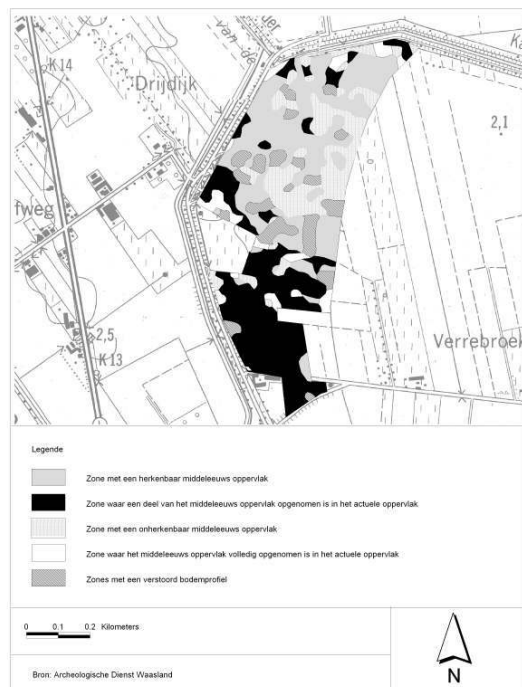 K 14
Drijdijk
van de
2,1
fweg
2,5
K 13
Verrebroek
Legende
Zone met een herkenbaar middeleeuws oppervlak
Zone waar een deel van het middeleeuws oppervlak opgenomen is in het actuele oppervlak
Zone met een onherkenbaar middeleeuws oppervlak
Zone waar het middeleeuws oppervlak volledig opgenomen is in het actuele oppervlak
Zones met een verstoord bodemprofiel
0 0.1 0.2 Kilometers
Bron: Archeologische Dienst Waasland
N